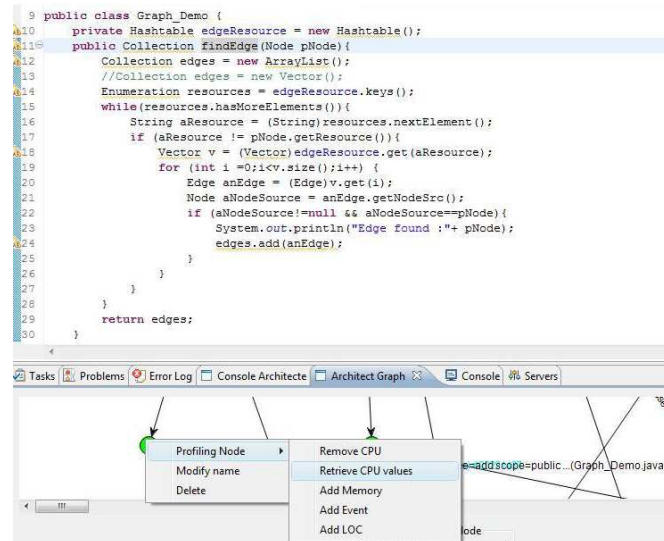 9 public class Graph_Demo {
10 private Hashtable edgeResource = new Hashtable();
11 public Collection findEdge(Node pNode){
12 Collection edges = new ArrayList();
13 //Collection edges = new Vector();
14 Enumeration resources = edgeResource.keys();
15 while(resources.hasMoreElements()){
16 String aResource = (String)resources.nextElement();
17 if (aResource != pNode.getResource()){
18 Vector v = (Vector)edgeResource.get(aResource);
19 for (int i =0;i<v.size();i++) {
20 Edge anEdge = (Edge)v.get(i);
21 Node aNodeSource = anEdge.getNodeSrc();
22 if (aNodeSource!=null && aNodeSource==pNode){
23 System.out.println("Edge found :"+ pNode);
24 edges.add(anEdge);
25 }
26 }
27 }
28 }
29 return edges;
30 }
Tasks Problems Error Log Console Architecte Architect Graph Console Servers
Profiling Node Remove CPU
Modify name Retrieve CPU values e=add scope=public...(Graph_Demo.java
Delete Add Memory
Add Event
Add LOC lode